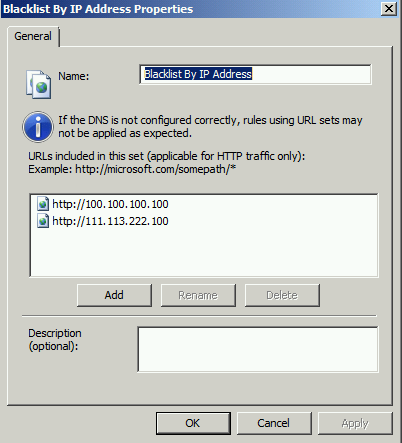 Blacklist By IP Address Properties
General
Name:
Blacklist By IP Address
If the DNS is not configured correctly, rules using URL sets may
not be applied as expected.
URLs included in this set (applicable for HTTP traffic only):
Example: http://microsoft.com/somepath/*
http://100.100.100.100
http://111.113.222.100
Add
Rename
Delete
Description
(optional):
OK
Cancel
Apply